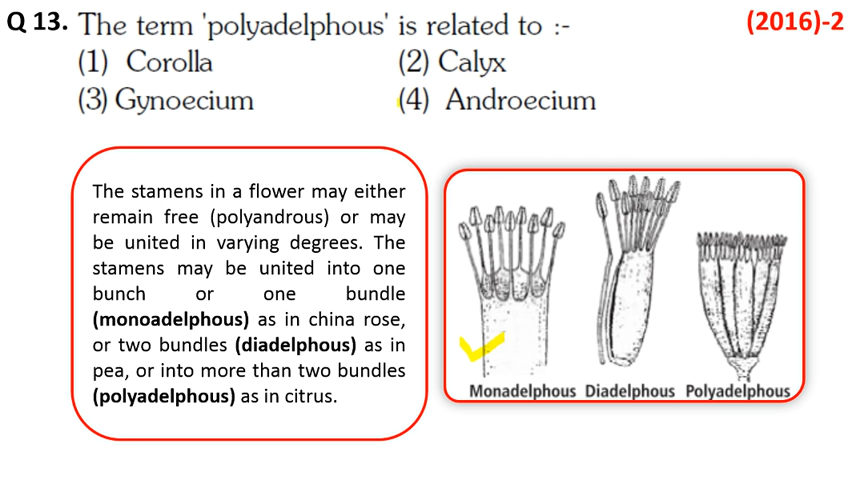 Q 13. The term 'polyadelphous' is related to :- (2016)-2
(1) Corolla (2) Calyx
(3) Gynoecium (4) Androecium
The stamens in a flower may either
remain free (polyandrous) or may
be united in varying degrees. The
stamens may be united into one
bunch or one bundle
(monoadelphous) as in china rose,
or two bundles (diadelphous) as in
pea, or into more than two bundles
(polyadelphous) as in citrus.
Monadelphous Diadelphous Polyadelphous